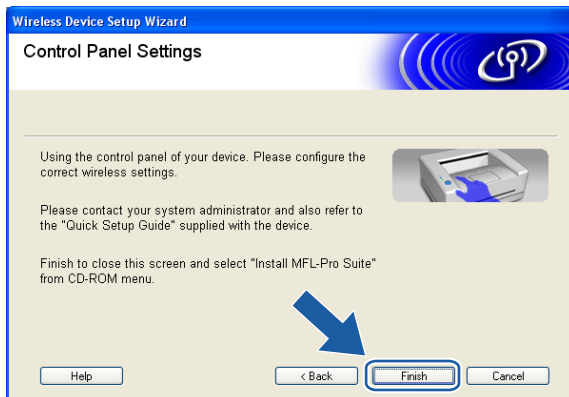 Wireless Device Setup Wizard
Control Panel Settings
Using the control panel of your device. Please configure the
correct wireless settings.
Please contact your system administrator and also refer to
the "Quick Setup Guide" supplied with the device.
Finish to close this screen and select "Install MFL-Pro Suite"
from CD-ROM menu.
Help
< Back
Finish
Cancel